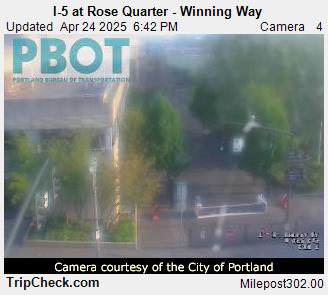 I-5 at Rose Quarter - Winning Way
Updated Apr 24 2025 6:42 PM Camera 4
PBOT
PORTLAND BUREAU OF TRANSPORTATION
Camera courtesy of the City of Portland
TripCheck.com Milepost302.00